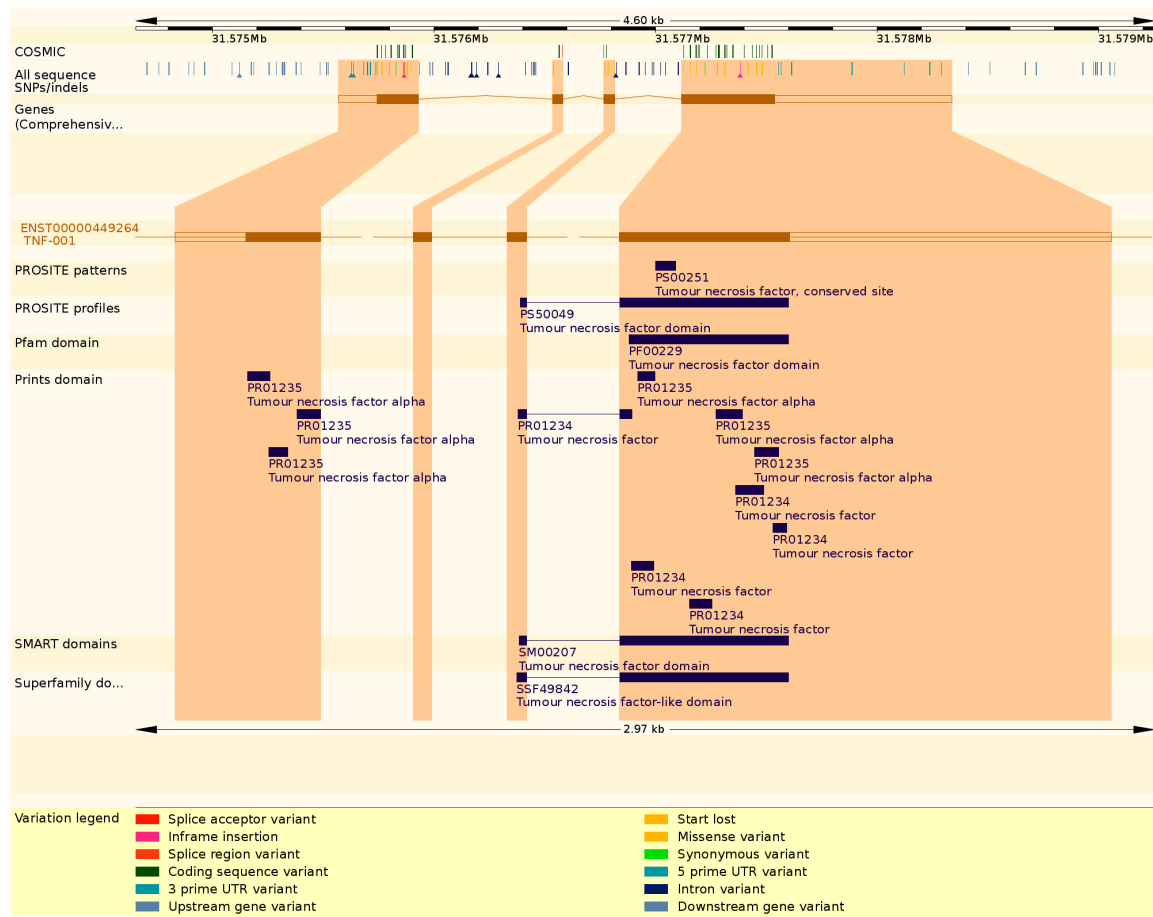 4.60 kb
31.575Mb 31.576Mb 31.577Mb 31.578Mb 31.579Mb
COSMIC
All sequence
SNPs/indels
Genes
(Comprehensiv...
ENST00000449264
TNF-001
PROSITE patterns
PS00251
Tumour necrosis factor, conserved site
PROSITE profiles
PS50049
Tumour necrosis factor domain
Pfam domain
PF00229
Tumour necrosis factor domain
Prints domain
PR01235 PR01235
Tumour necrosis factor alpha Tumour necrosis factor alpha
PR01235 PR01234 PR01235
Tumour necrosis factor alpha Tumour necrosis factor Tumour necrosis factor alpha
PR01235 PR01235
Tumour necrosis factor alpha Tumour necrosis factor alpha
PR01234
Tumour necrosis factor
PR01234
Tumour necrosis factor
PR01234
Tumour necrosis factor
PR01234
Tumour necrosis factor
SMART domains
SM00207
Tumour necrosis factor domain
Superfamily do...
SSF49842
Tumour necrosis factor-like domain
2.97 kb
Variation legend
Splice acceptor variant Start lost
Inframe insertion Missense variant
Splice region variant Synonymous variant
Coding sequence variant 5 prime UTR variant
3 prime UTR variant Intron variant
Upstream gene variant Downstream gene variant